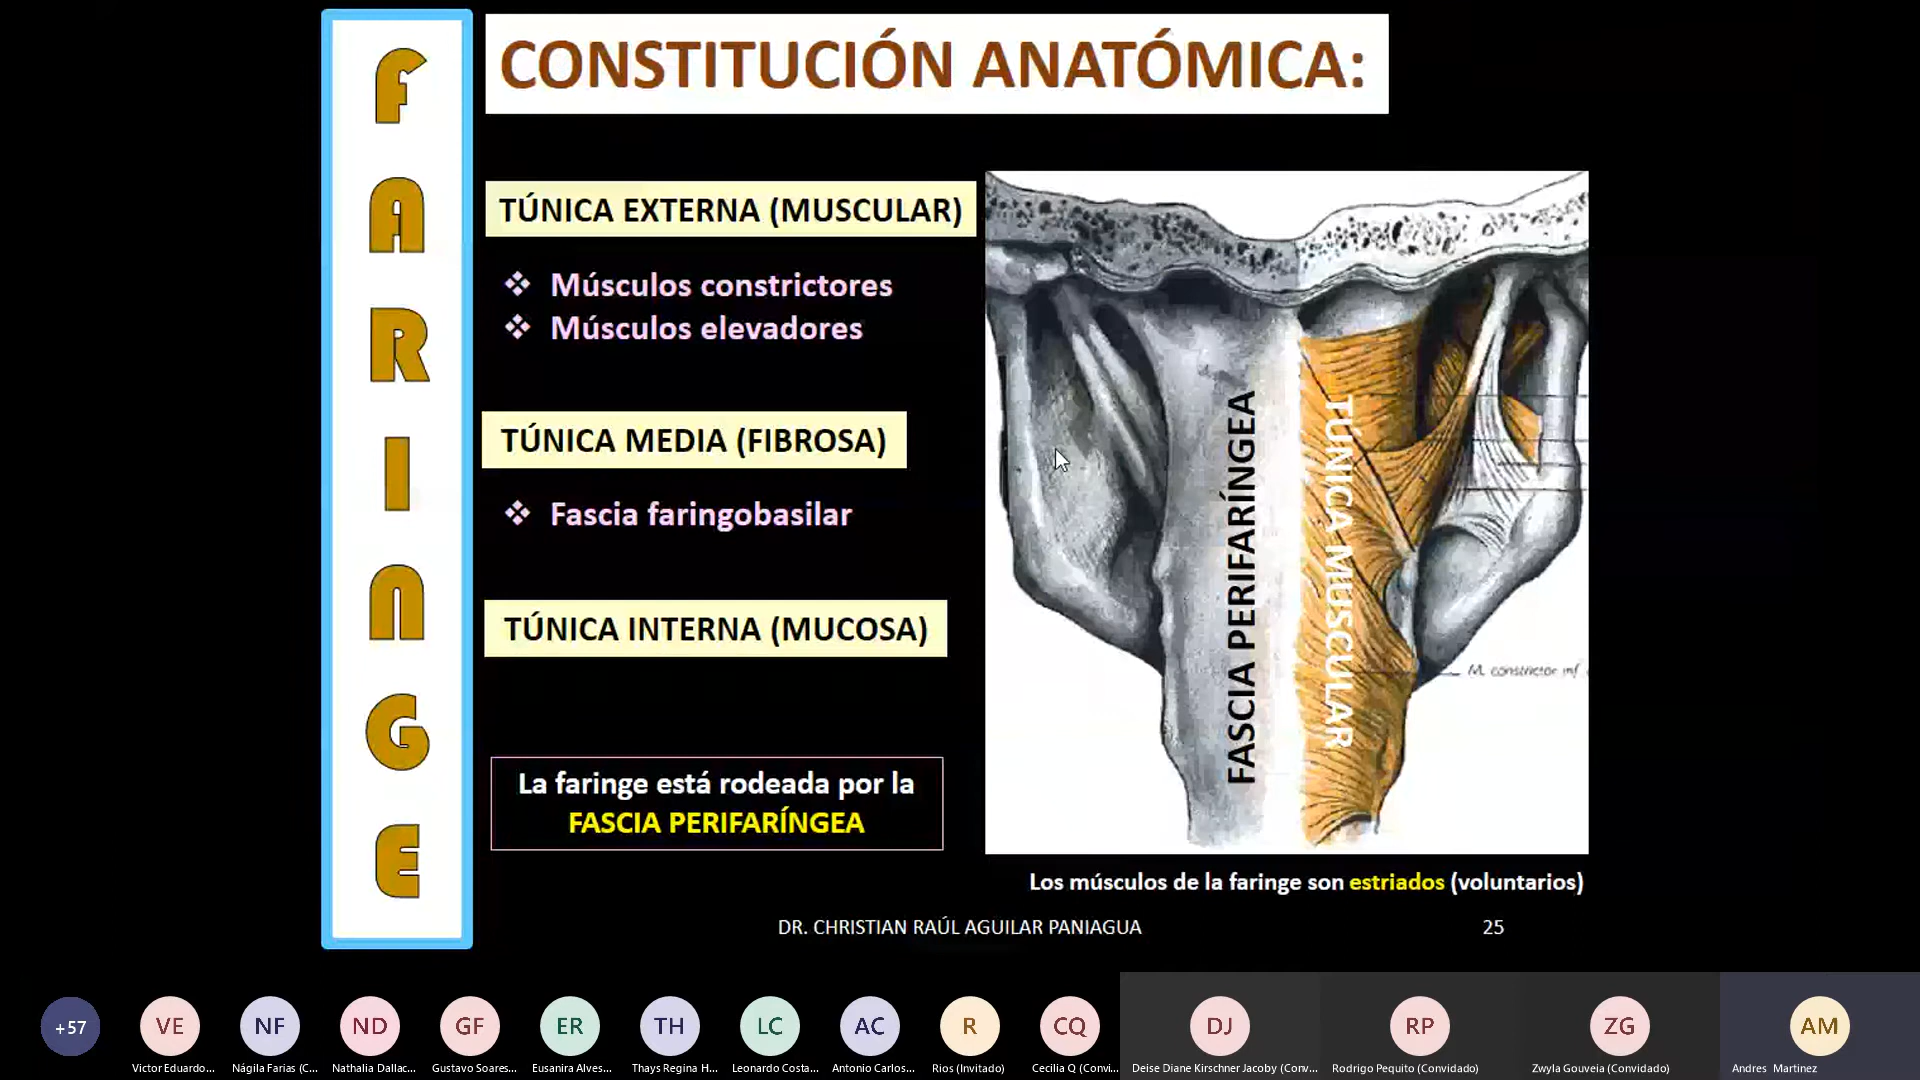 FARINGE
CONSTITUCIÓN ANATÓMICA:
TÚNICA EXTERNA (MUSCULAR)
Músculos constrictores
Músculos elevadores
TÚNICA MEDIA (FIBROSA)
Fascia faringobasilar
TÚNICA INTERNA (MUCOSA)
La faringe está rodeada por la
FASCIA PERIFARÍNGEA
FASCIA PERIFARÍNGEA
TÚNICA MUSCULAR
M. constrictor inf.
Los músculos de la faringe son estriados (voluntarios)
DR. CHRISTIAN RAÚL AGUILAR PANIAGUA
25
+57
VE
NF
ND
GF
ER
TH
LC
AC
R
CQ
DJ
RP
ZG
AM
Victor Eduardo...
Nágila Farias (C...
Nathalia Dallac...
Gustavo Soares...
Eusanira Alves...
Thays Regina H...
Leonardo Costa...
Antonio Carlos...
Rios (Invitado)
Cecilia Q (Convi...
Deise Diane Kirschner Jacoby (Conv...
Rodrigo Pequito (Convidado)
Zwyla Gouveia (Convidado)
Andres Martinez